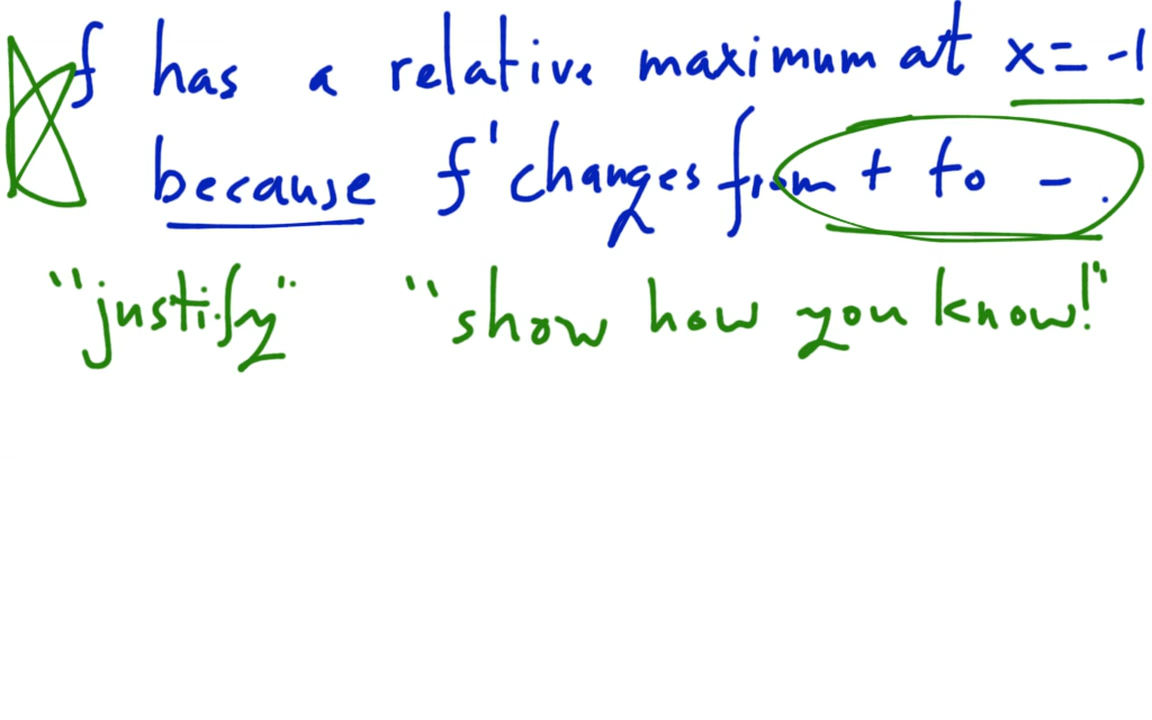 f has a relative maximum at x = -1
because f' changes from + to - .
"justify" "show how you know!"